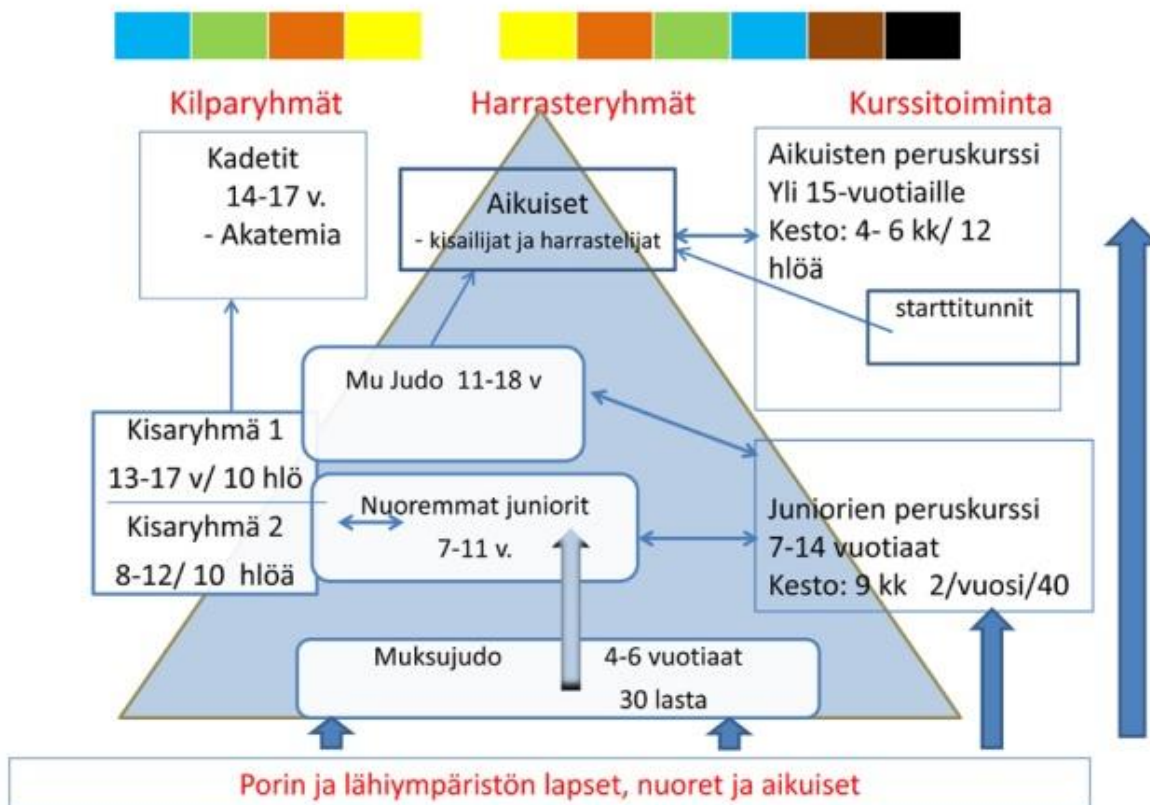 Kilparyhmät
Harrasteryhmät
Kurssitoiminta
Kadetit
14-17 v.
- Akatemia
Aikuiset
- kisailijat ja harrastelijat
Aikuisten peruskurssi
Yli 15-vuotiaille
Kesto: 4- 6 kk/ 12
hlöä
starttitunnit
Mu Judo 11-18 v
Kisaryhmä 1
13-17 v/ 10 hlö
Kisaryhmä 2
8-12/ 10 hlöä
Nuoremmat juniorit
7-11 v.
Juniorien peruskurssi
7-14 vuotiaat
Kesto: 9 kk 2/vuosi/40
Muksujudo 4-6 vuotiaat
30 lasta
Porin ja lähiympäristön lapset, nuoret ja aikuiset